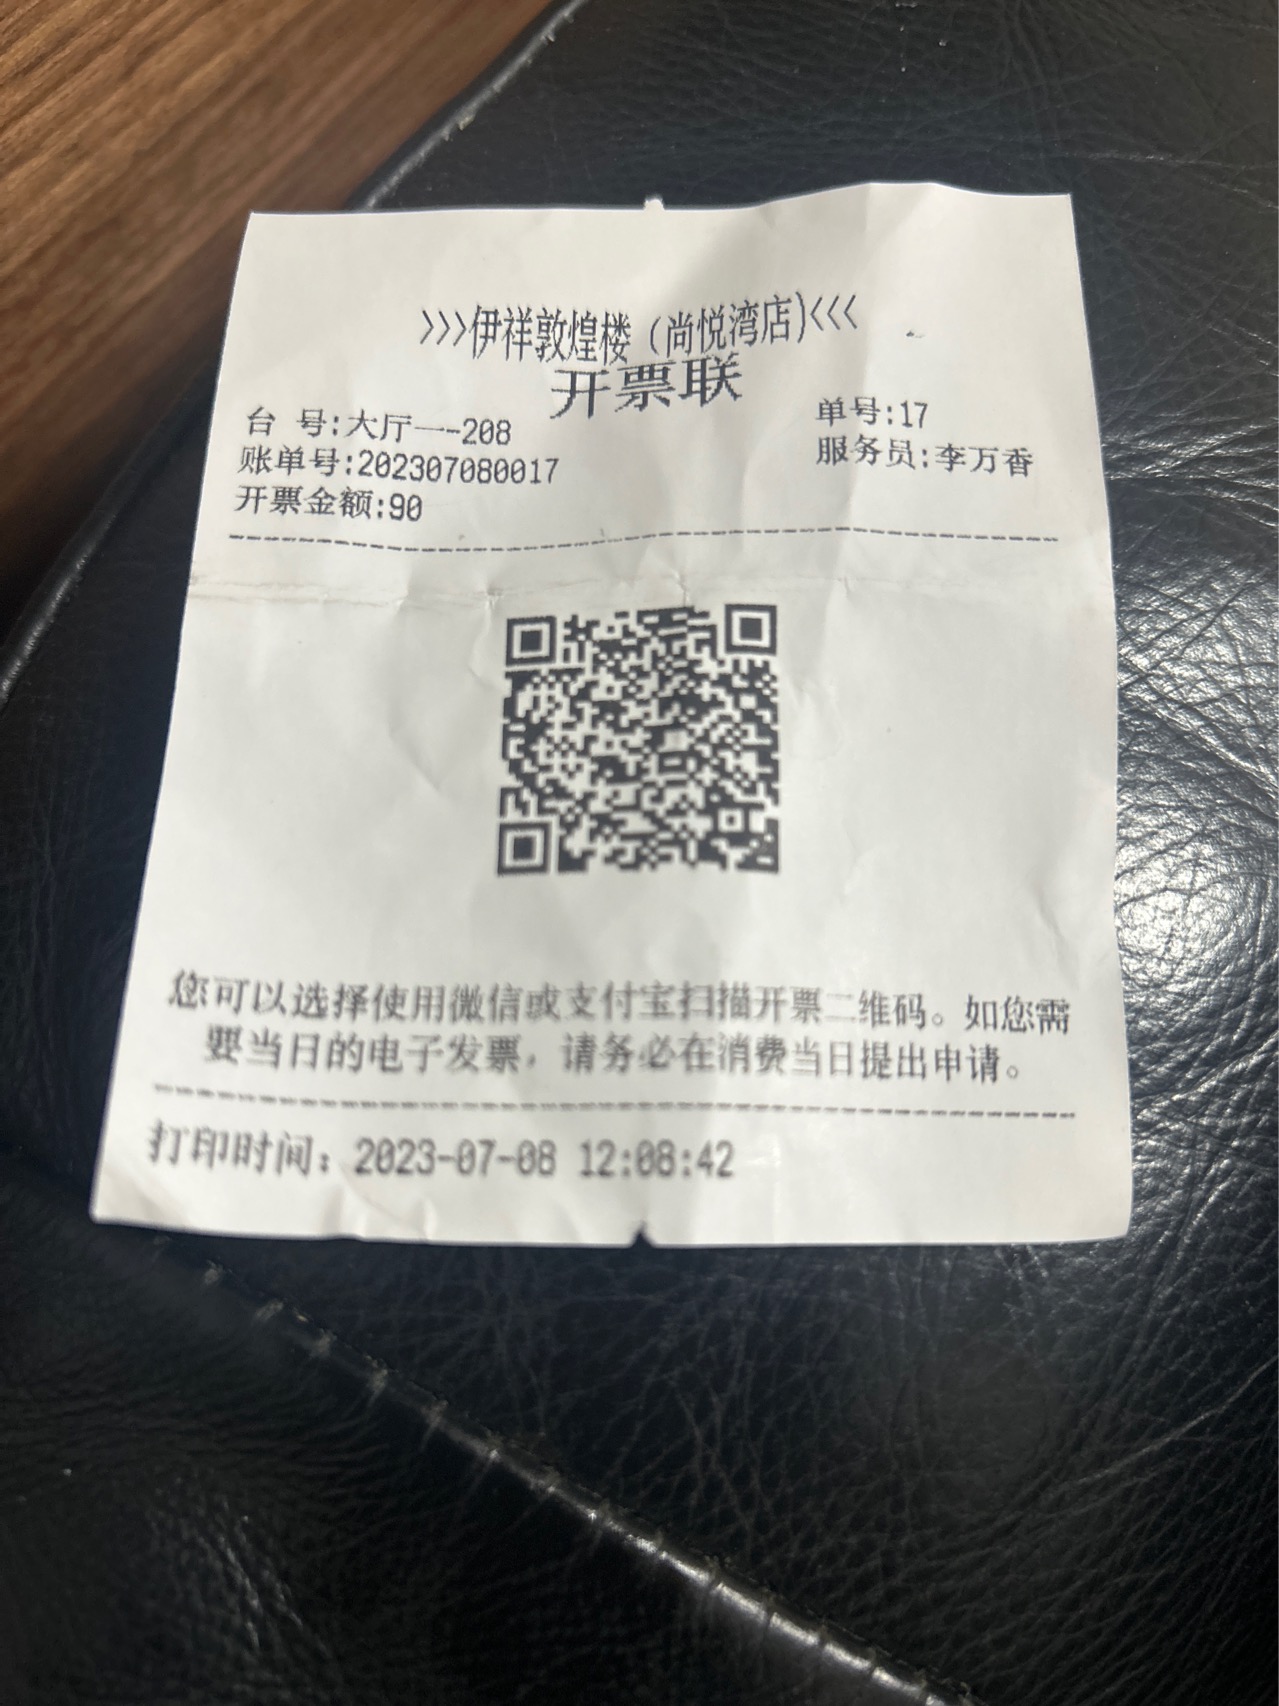 >>>伊祥敦煌楼（尚悦湾店)<<<
开票联
台 号:大厅一-208 单号:17
账单号:202307080017 服务员:李万香
开票金额:90
您可以选择使用微信或支付宝扫描开票二维码。如您需
要当日的电子发票，请务必在消费当日提出申请。
打印时间：2023-07-08 12:08:42